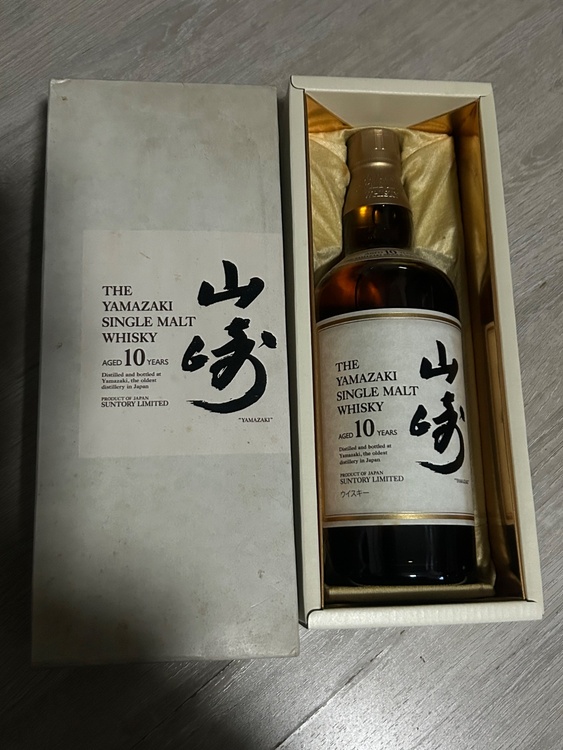 THE
YAMAZAKI
SINGLE MALT
WHISKY
AGED 10 YEARS
Distilled and bottled at
Yamazaki, the oldest
distillery in Japan
PRODUCT OF JAPAN
SUNTORY LIMITED
山崎
"YAMAZAKI"
10
THE
YAMAZAKI
SINGLE MALT
WHISKY
AGED 10 YEARS
Distilled and bottled at
Yamazaki, the oldest
distillery in Japan
PRODUCT OF JAPAN
SUNTORY LIMITED
ウイスキー
山崎
"YAMAZAKI"